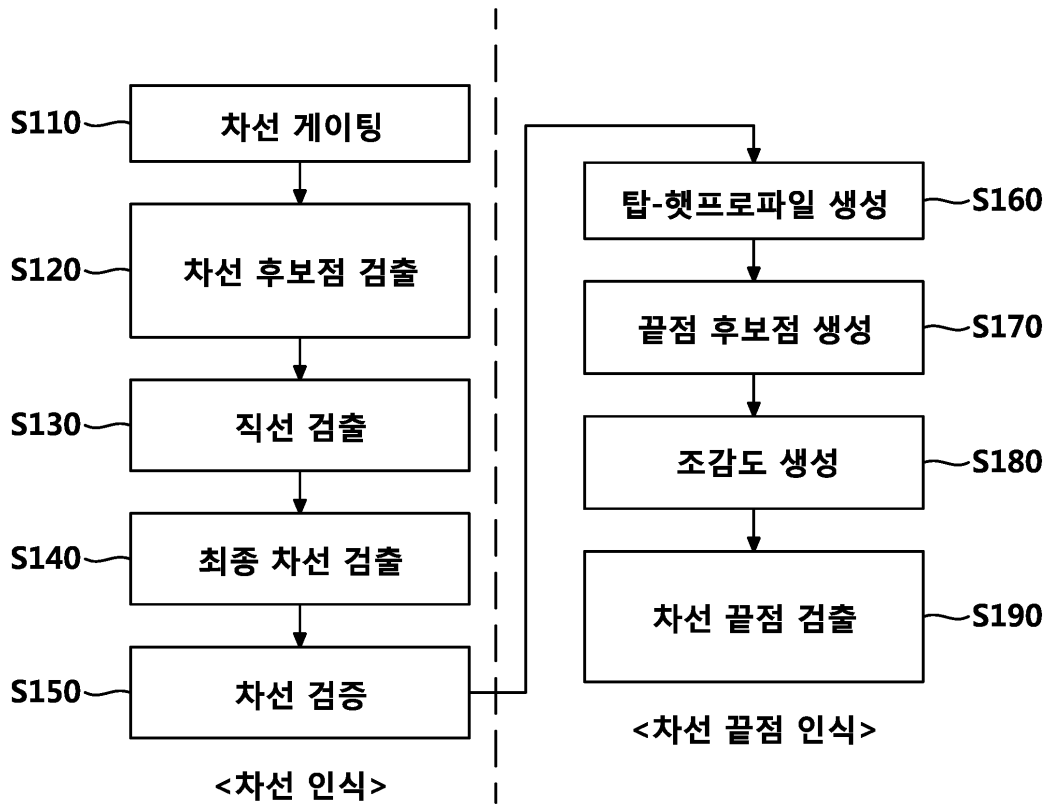 S110
차선 게이팅
S120
차선 후보점 검출
S130
직선 검출
S140
최종 차선 검출
S150
차선 검증
<차선 인식>
탑-햇프로파일 생성
S160
끝점 후보점 생성
S170
조감도 생성
S180
차선 끝점 검출
S190
<차선 끝점 인식>